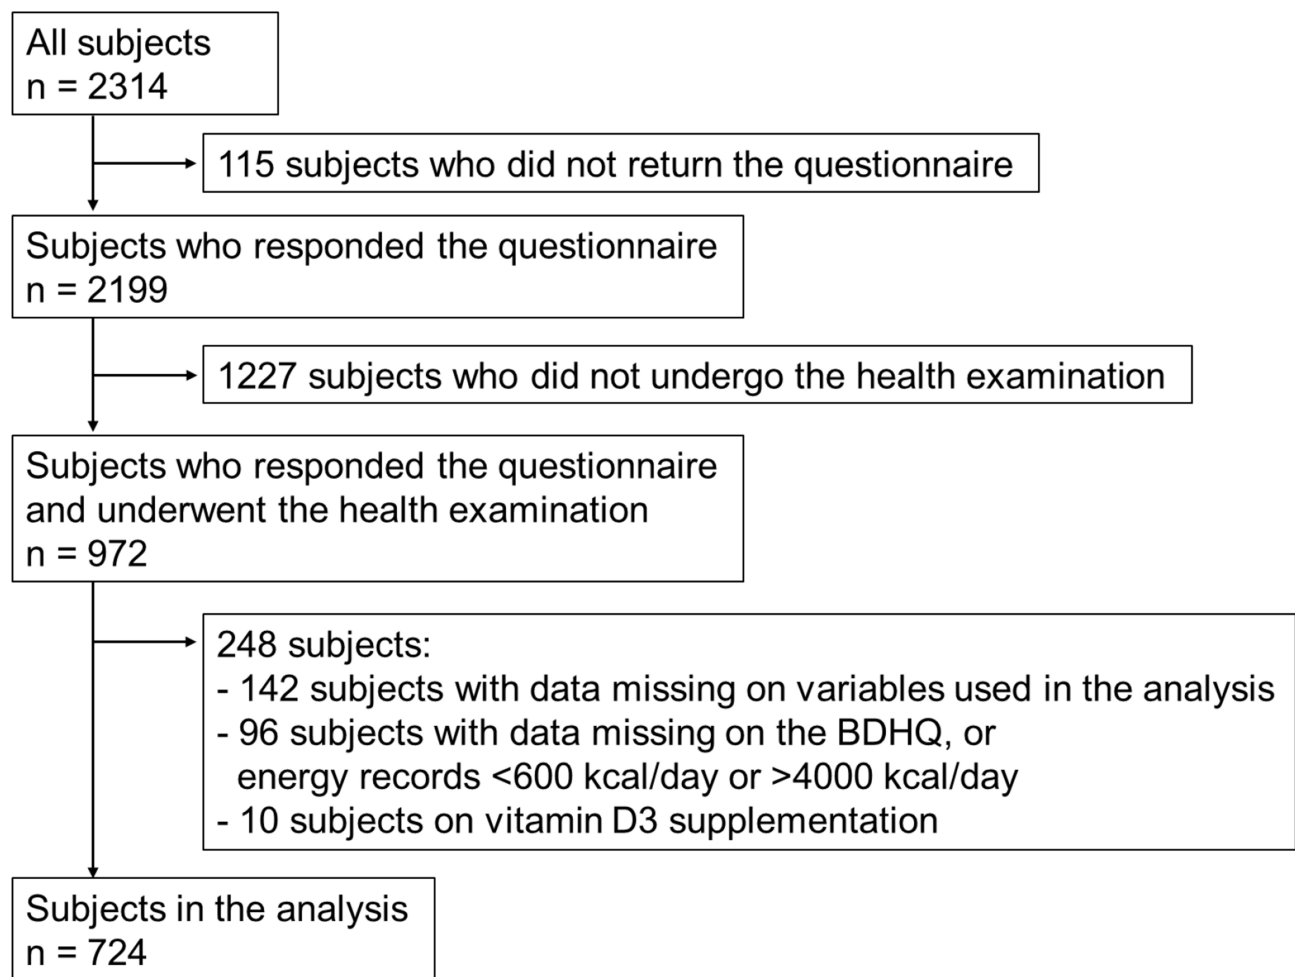 All subjects
n = 2314
115 subjects who did not return the questionnaire
Subjects who responded the questionnaire
n = 2199
1227 subjects who did not undergo the health examination
Subjects who responded the questionnaire
and underwent the health examination
n = 972
248 subjects:
- 142 subjects with data missing on variables used in the analysis
- 96 subjects with data missing on the BDHQ, or
energy records <600 kcal/day or >4000 kcal/day
- 10 subjects on vitamin D3 supplementation
Subjects in the analysis
n = 724